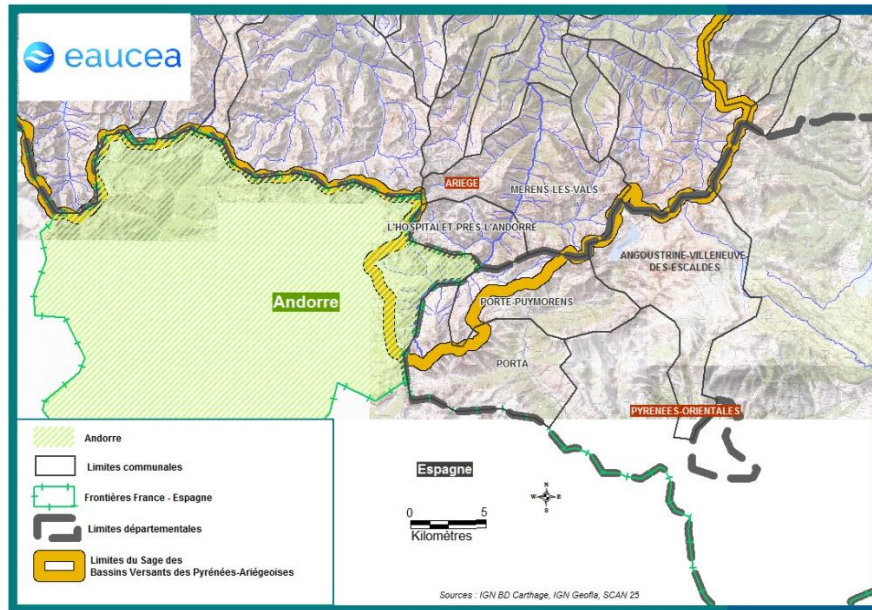 eaucea
ARIEGE
MERENS-LES-VALS
L'HOSPITALET-PRES-L'ANDORRE
ANGOUSTRINE-VILLENEUVE-
DES-ESCALDES
Andorre
PORTE-PUYMORENS
PORTA
PYRENEES-ORIENTALES
Andorre
Limites communales
Frontières France - Espagne
Limites départementales
Limites du Sage des
Bassins Versants des Pyrénées-Ariégeoises
Espagne
N
W E
S
0 5
Kilomètres
Sources : IGN BD Carthage, IGN Geofla, SCAN 25